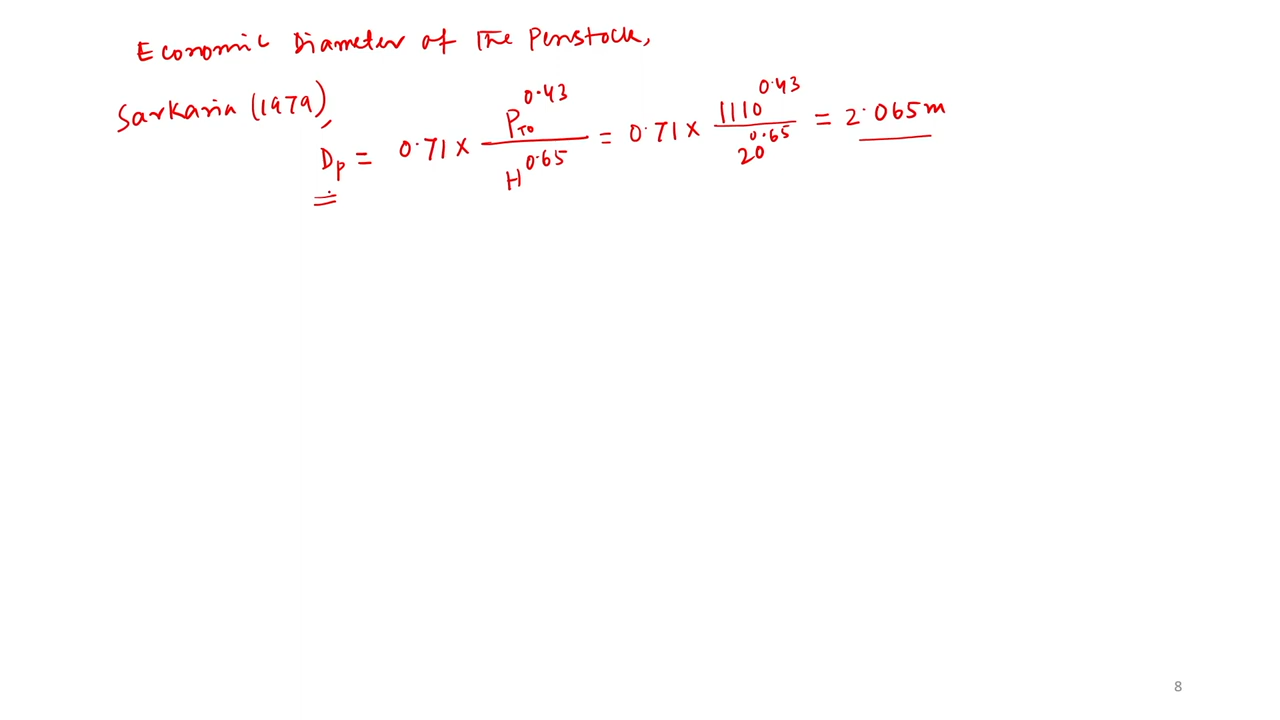 Economic Diameter of The Penstock,
Sarkaria (1979),
Dp = 0.71 x P_TO^0.43 / H^0.65 = 0.71 x 1110^0.43 / 20^0.65 = 2.065m
8